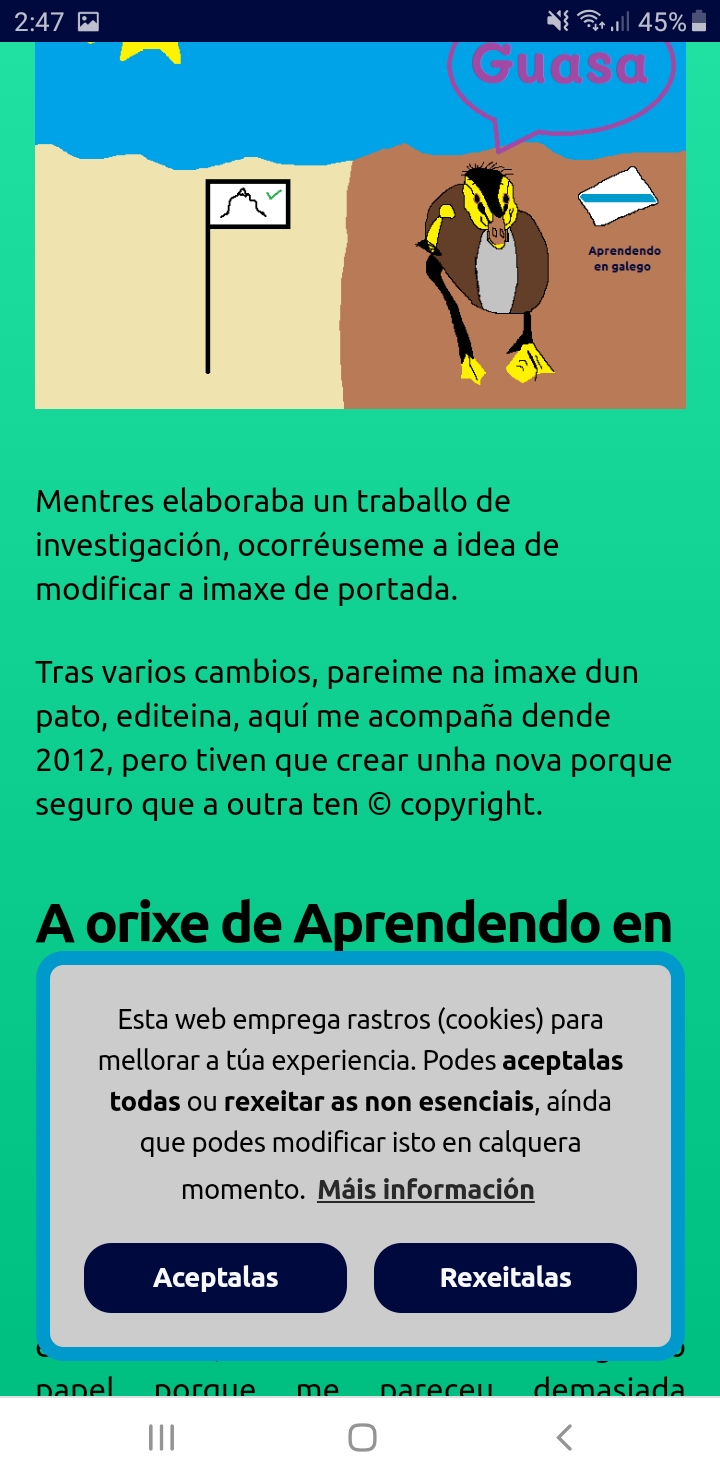 2:47
45%
Guasa
Aprendendo
en galego
Mentres elaboraba un traballo de
investigación, ocorréuseme a idea de
modificar a imaxe de portada.
Tras varios cambios, pareime na imaxe dun
pato, editeina, aquí me acompaña dende
2012, pero tiven que crear unha nova porque
seguro que a outra ten © copyright.
A orixe de Aprendendo en
Esta web emprega rastros (cookies) para
mellorar a túa experiencia. Podes aceptalas
todas ou rexeitar as non esenciais, aínda
que podes modificar isto en calquera
momento. Máis información
Aceptalas Rexeitalas
papel porque me pareceu demasiada